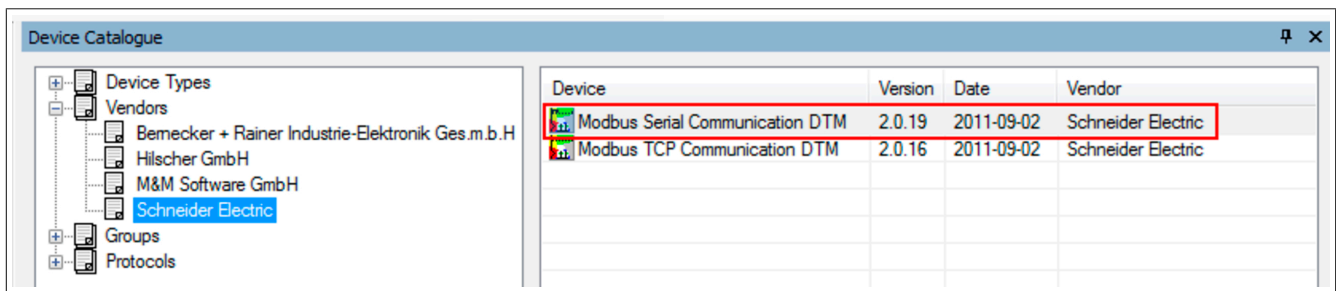 Device Catalogue
Device Types
Vendors
Bernecker + Rainer Industrie-Elektronik Ges.m.b.H
Hilscher GmbH
M&M Software GmbH
Schneider Electric
Groups
Protocols
Device Version Date Vendor
Modbus Serial Communication DTM 2.0.19 2011-09-02 Schneider Electric
Modbus TCP Communication DTM 2.0.16 2011-09-02 Schneider Electric